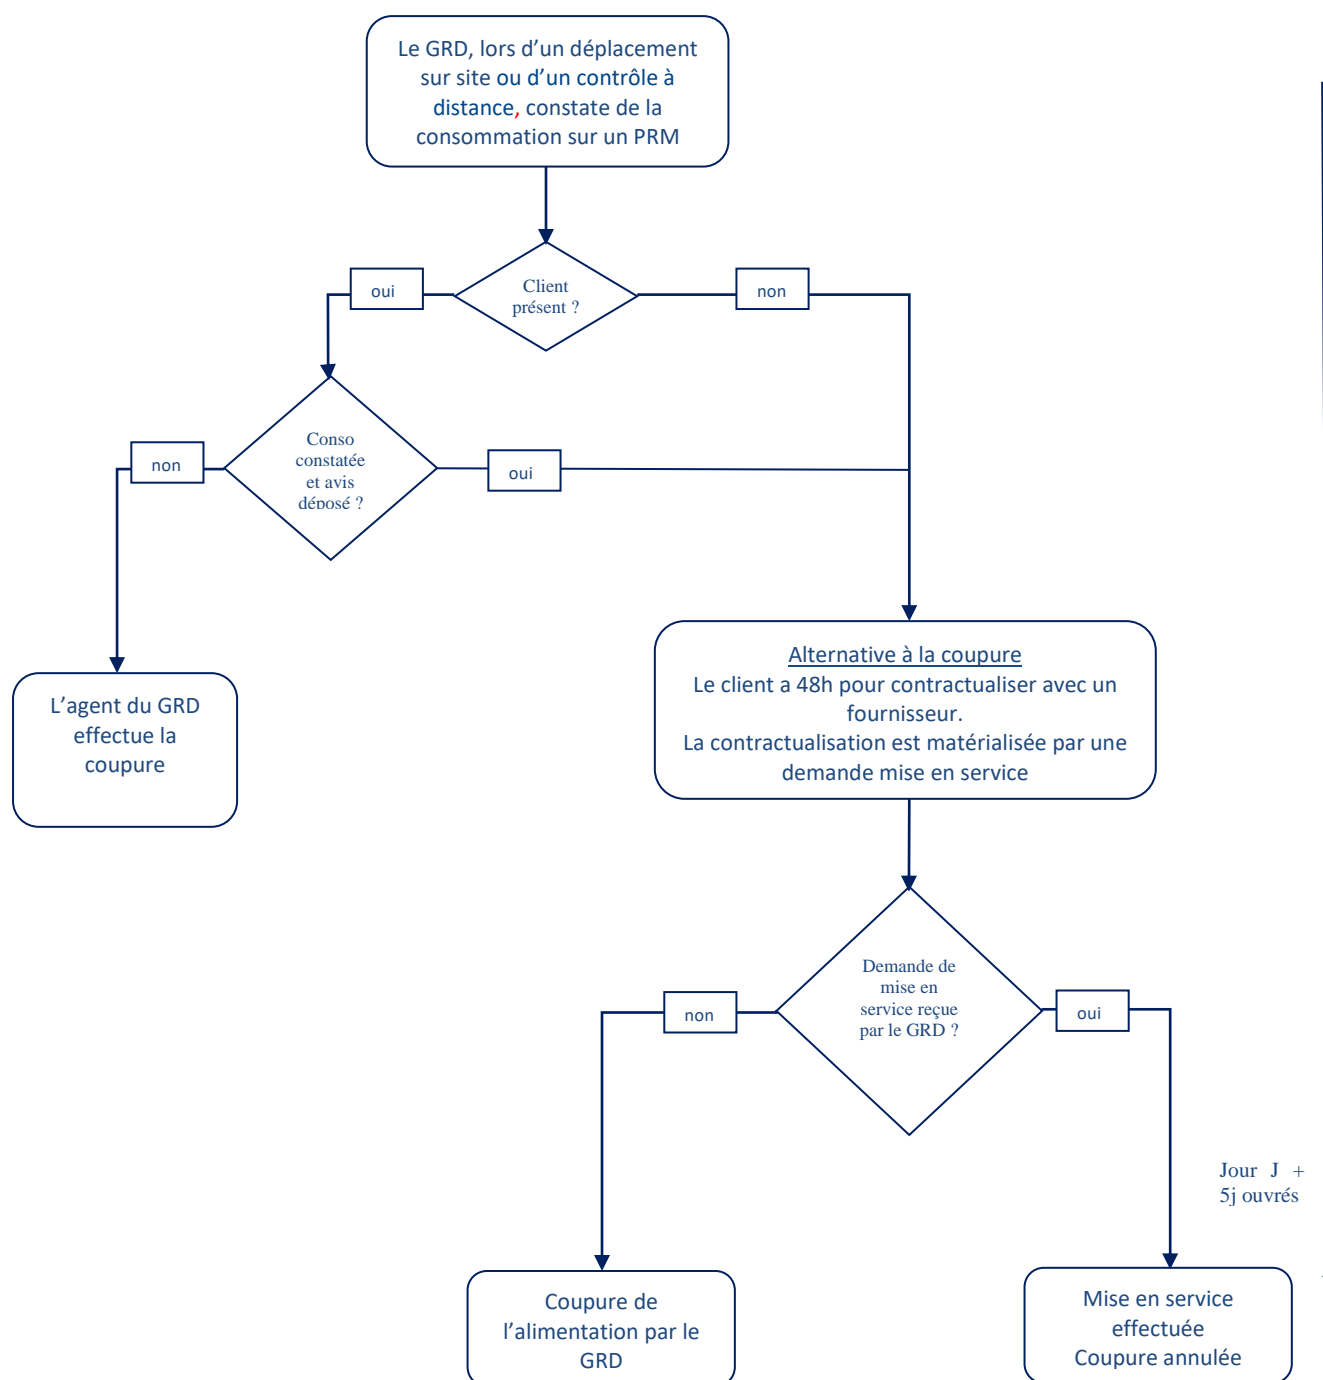 Le GRD, lors d’un déplacement
sur site ou d’un contrôle à
distance, constate de la
consommation sur un PRM
oui
Client
présent ?
non
non
Conso
constatée
et avis
déposé ?
oui
L’agent du GRD
effectue la
coupure
Alternative à la coupure
Le client a 48h pour contractualiser avec un
fournisseur.
La contractualisation est matérialisée par une
demande mise en service
non
Demande de
mise en
service reçue
par le GRD ?
oui
Jour J +
5j ouvrés
Coupure de
l’alimentation par le
GRD
Mise en service
effectuée
Coupure annulée